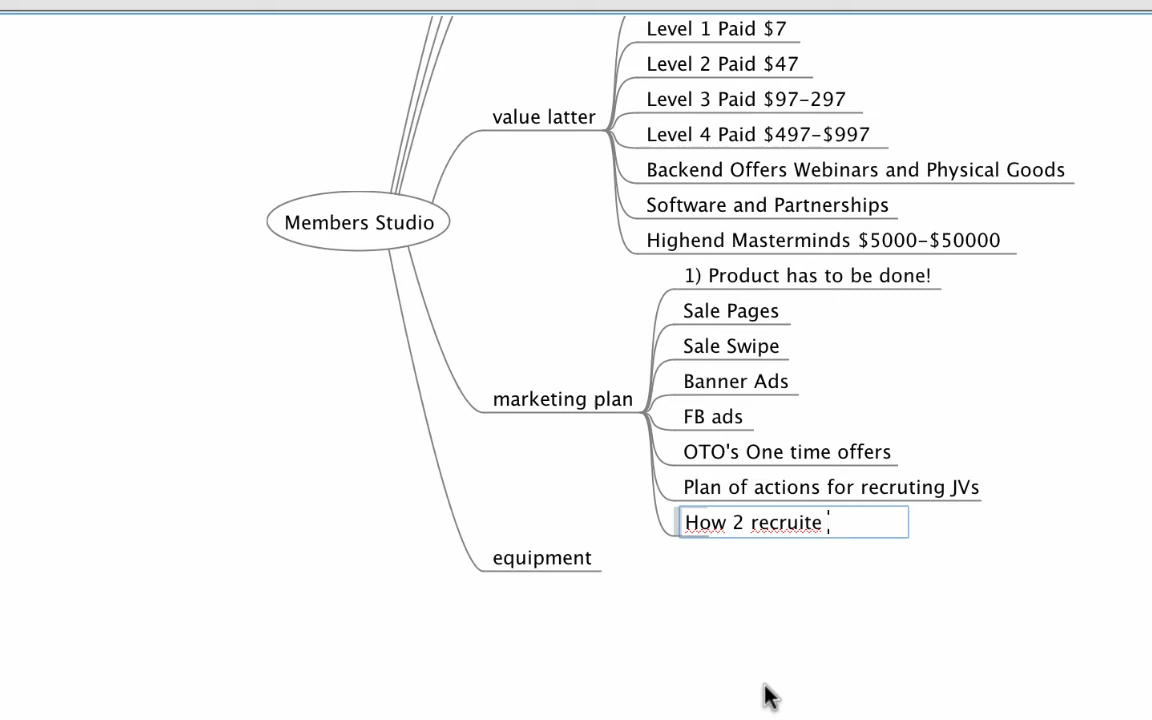 Level 1 Paid $7
Level 2 Paid $47
Level 3 Paid $97-297
Level 4 Paid $497-$997
Backend Offers Webinars and Physical Goods
Software and Partnerships
Highend Masterminds $5000-$50000
value latter
Members Studio
1) Product has to be done!
Sale Pages
Sale Swipe
Banner Ads
FB ads
OTO's One time offers
Plan of actions for recruting JVs
How 2 recruite
marketing plan
equipment